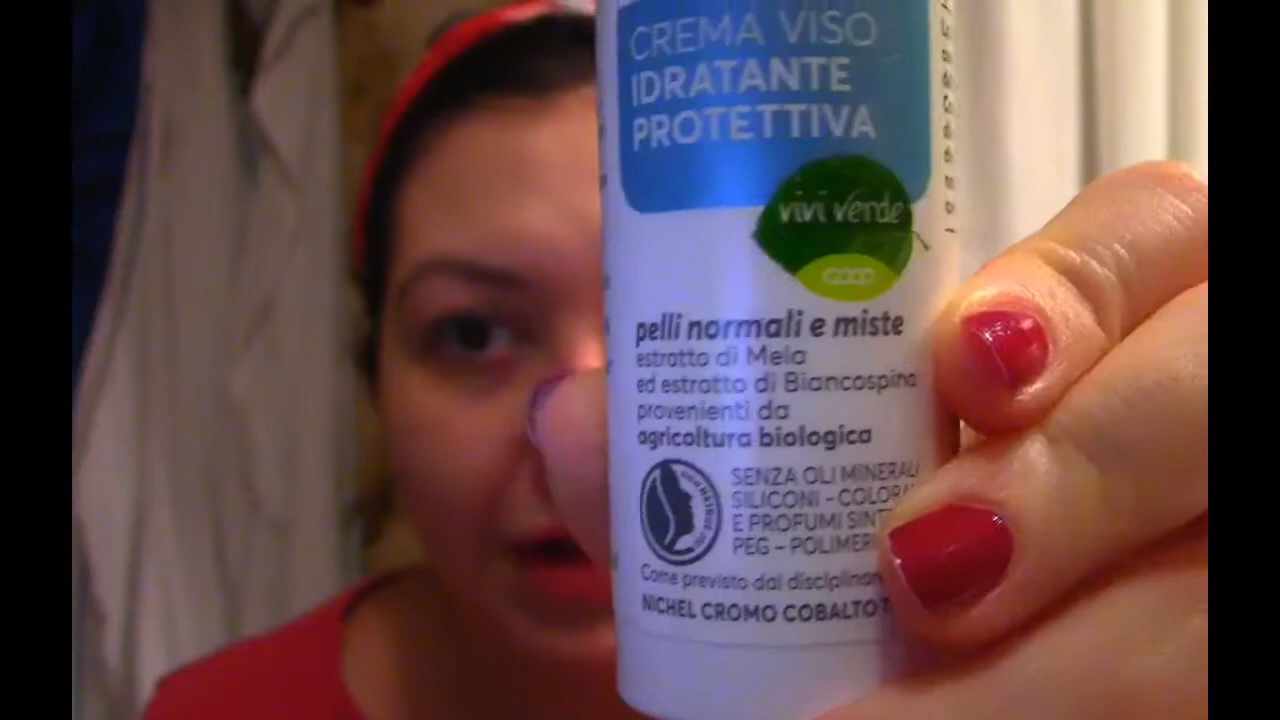 CREMA VISO
IDRATANTE
PROTETTIVA
vivi verde
coop
pelli normali e miste
estratto di Mela
ed estratto di Biancospino
provenienti da
agricoltura biologica
SENZA OLI MINERALI
SILICONI - COLORA
E PROFUMI SINT
PEG - POLIMERI
Come previsto dal disciplinar
NICHEL CROMO COBALTO T